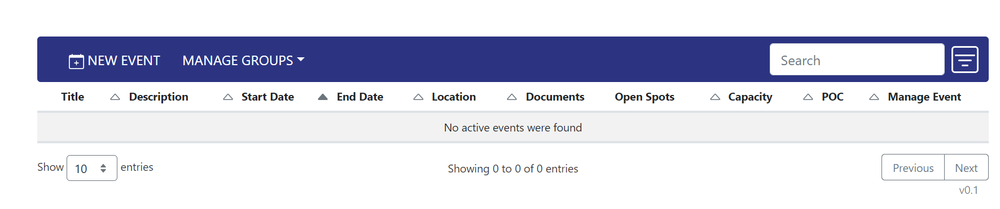 NEW EVENT MANAGE GROUPS Search
Title Description Start Date End Date Location Documents Open Spots Capacity POC Manage Event
No active events were found
Show 10 entries Showing 0 to 0 of 0 entries Previous Next
v0.1